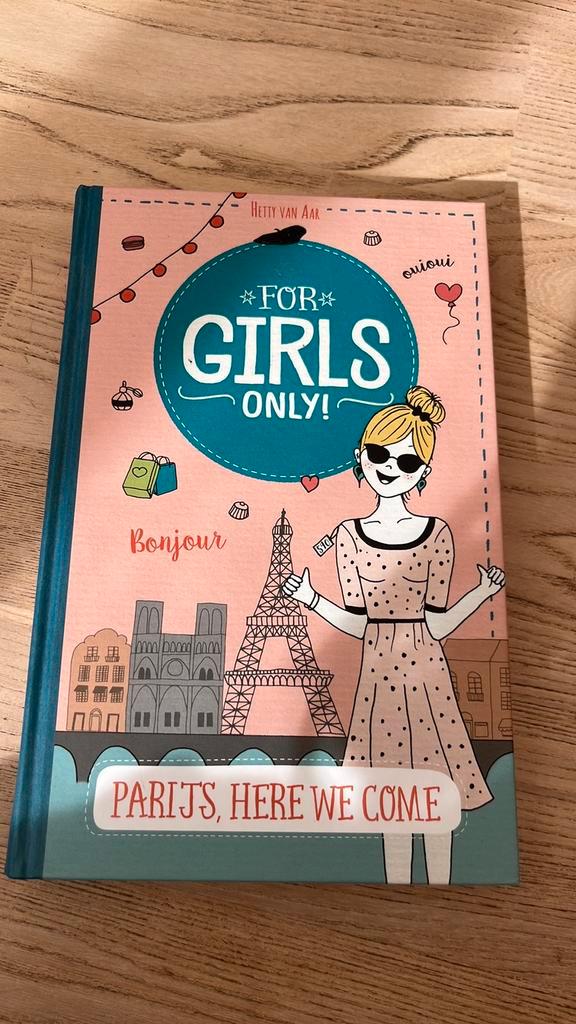 HETTY VAN AAR
ouioui
FOR
GIRLS
ONLY!
Bonjour
PARIJS, HERE WE COME